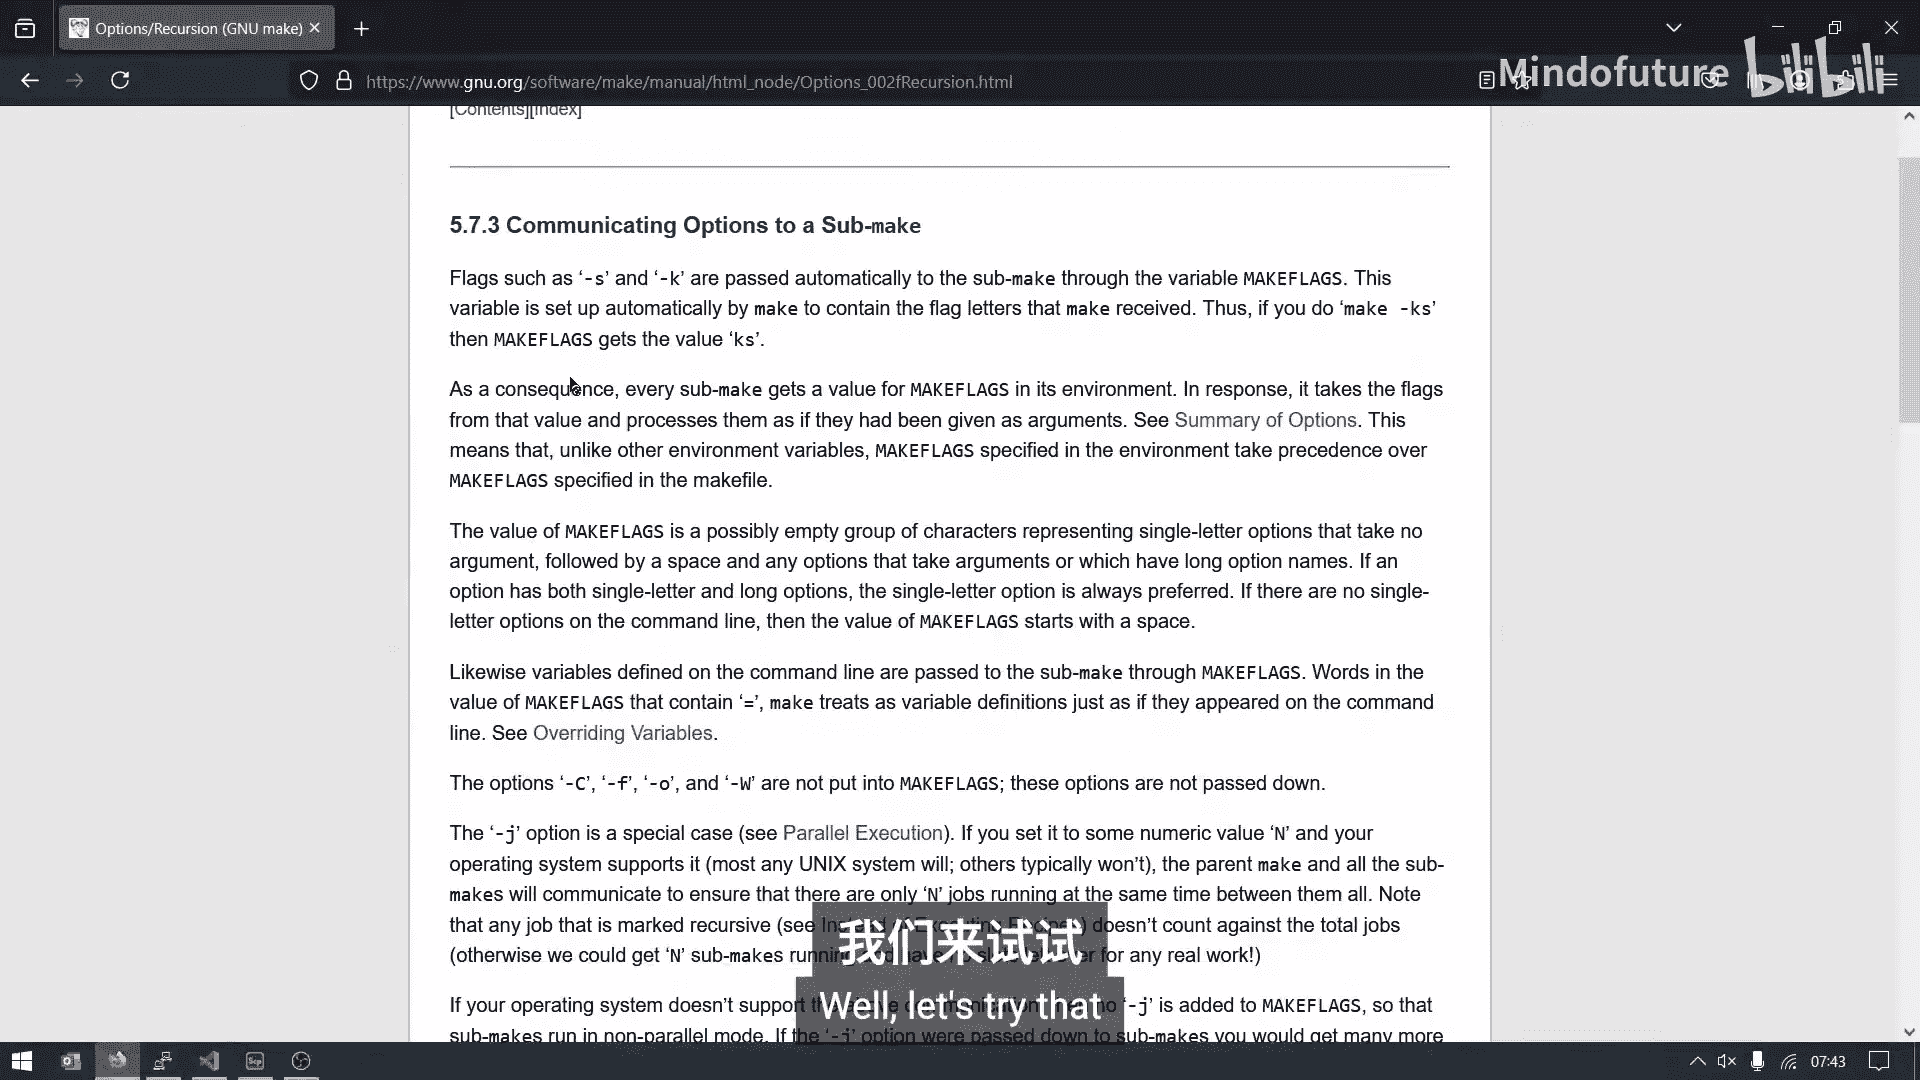 Options/Recursion (GNU make)
https://www.gnu.org/software/make/manual/html_node/Options_002fRecursion.html
Mindofuture bilibili
[Contents][Index]
5.7.3 Communicating Options to a Sub-make
Flags such as ‘-s’ and ‘-k’ are passed automatically to the sub-make through the variable MAKEFLAGS. This
variable is set up automatically by make to contain the flag letters that make received. Thus, if you do ‘make -ks’
then MAKEFLAGS gets the value ‘ks’.
As a consequence, every sub-make gets a value for MAKEFLAGS in its environment. In response, it takes the flags
from that value and processes them as if they had been given as arguments. See Summary of Options. This
means that, unlike other environment variables, MAKEFLAGS specified in the environment take precedence over
MAKEFLAGS specified in the makefile.
The value of MAKEFLAGS is a possibly empty group of characters representing single-letter options that take no
argument, followed by a space and any options that take arguments or which have long option names. If an
option has both single-letter and long options, the single-letter option is always preferred. If there are no single-
letter options on the command line, then the value of MAKEFLAGS starts with a space.
Likewise variables defined on the command line are passed to the sub-make through MAKEFLAGS. Words in the
value of MAKEFLAGS that contain ‘=’, make treats as variable definitions just as if they appeared on the command
line. See Overriding Variables.
The options ‘-C’, ‘-f’, ‘-o’, and ‘-W’ are not put into MAKEFLAGS; these options are not passed down.
The ‘-j’ option is a special case (see Parallel Execution). If you set it to some numeric value ‘N’ and your
operating system supports it (most any UNIX system will; others typically won’t), the parent make and all the sub-
makes will communicate to ensure that there are only ‘N’ jobs running at the same time between them all. Note
that any job that is marked recursive (see doesn’t count against the total jobs
(otherwise we could get ‘N’ sub-makes running for any real work!)
If your operating system doesn’t support ‘-j’ is added to MAKEFLAGS, so that
sub-makes run in non-parallel mode. If the ‘-j’ option were passed down to sub-makes you would get many more
我们来试试
Well, let's try that
07:43